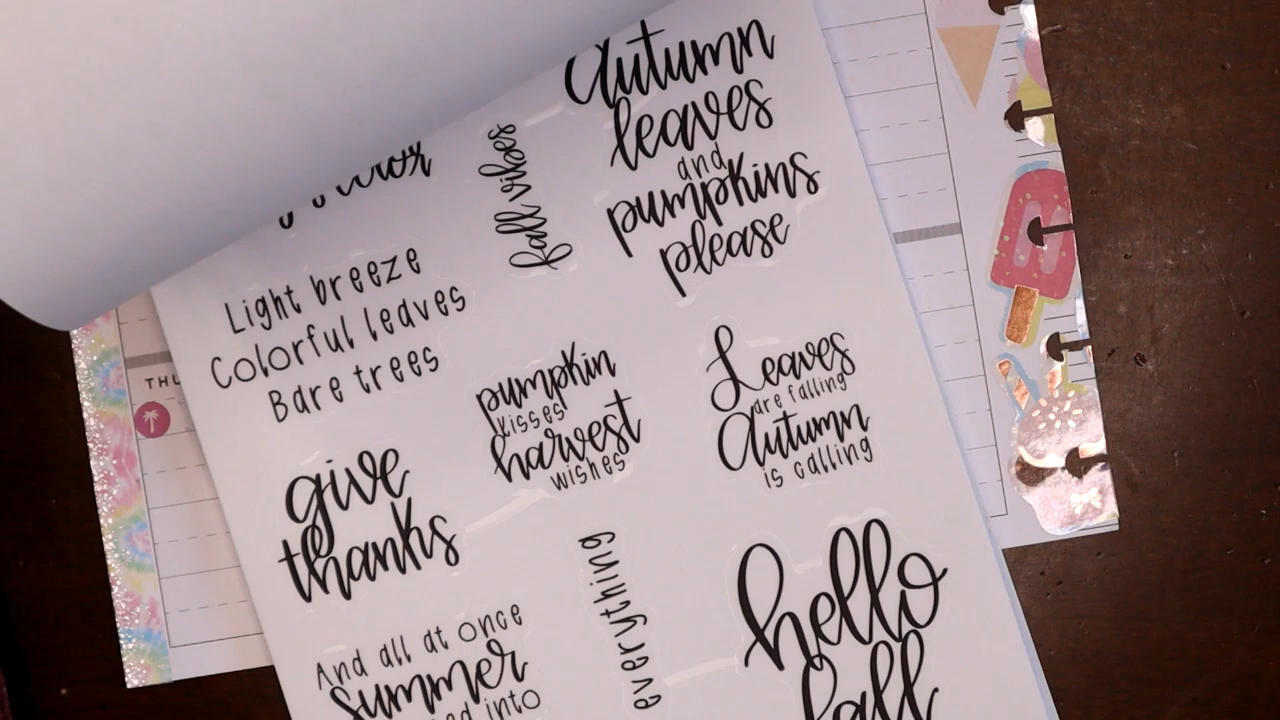 Autumn
leaves
and
pumpkins
please
fall vibes
Light breeze
Colorful leaves
Bare trees
pumpkin
kisses
harvest
wishes
Leaves
are falling
Autumn
is calling
give
thanks
And all at once
summer
into
everything
hello
fall
THU